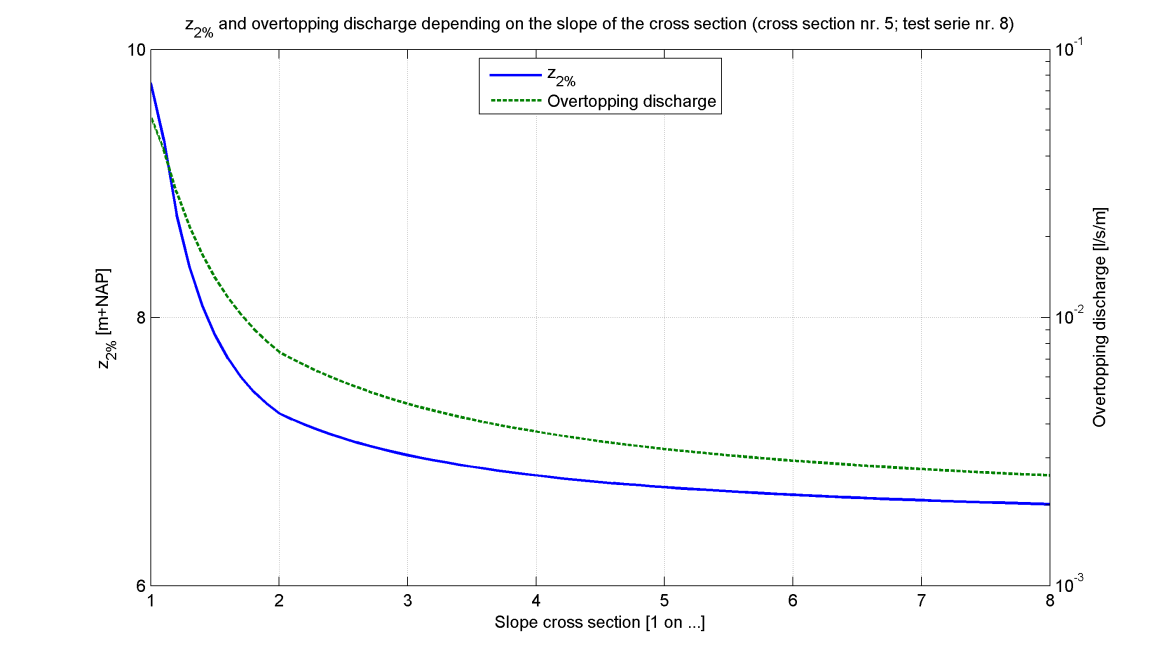 z2% and overtopping discharge depending on the slope of the cross section (cross section nr. 5; test serie nr. 8)
z2%
Overtopping discharge
10
8
6
z2% [m+NAP]
10-1
10-2
10-3
Overtopping discharge [l/s/m]
1 2 3 4 5 6 7 8
Slope cross section [1 on ...]